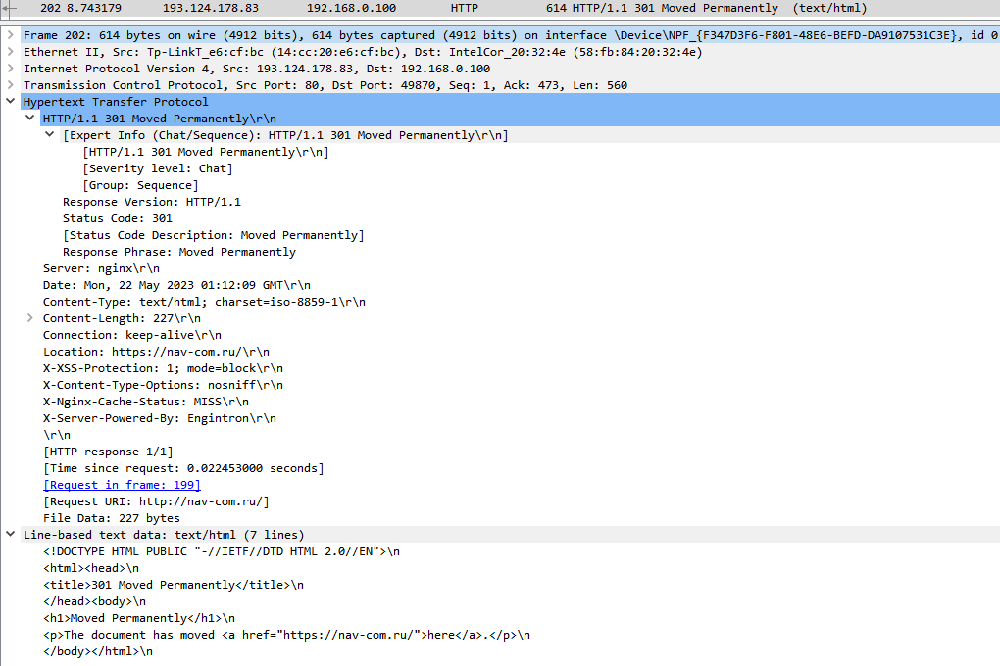 202 8.743179 193.124.178.83 192.168.0.100 HTTP 614 HTTP/1.1 301 Moved Permanently (text/html)
Frame 202: 614 bytes on wire (4912 bits), 614 bytes captured (4912 bits) on interface \Device\NPF_{F347D3F6-F801-48E6-BEFD-DA9107531C3E}, id 0
Ethernet II, Src: Tp-LinkT_e6:cf:bc (14:cc:20:e6:cf:bc), Dst: IntelCor_20:32:4e (58:fb:84:20:32:4e)
Internet Protocol Version 4, Src: 193.124.178.83, Dst: 192.168.0.100
Transmission Control Protocol, Src Port: 80, Dst Port: 49870, Seq: 1, Ack: 473, Len: 560
Hypertext Transfer Protocol
HTTP/1.1 301 Moved Permanently\r\n
[Expert Info (Chat/Sequence): HTTP/1.1 301 Moved Permanently\r\n]
[HTTP/1.1 301 Moved Permanently\r\n]
[Severity level: Chat]
[Group: Sequence]
Response Version: HTTP/1.1
Status Code: 301
[Status Code Description: Moved Permanently]
Response Phrase: Moved Permanently
Server: nginx\r\n
Date: Mon, 22 May 2023 01:12:09 GMT\r\n
Content-Type: text/html; charset=iso-8859-1\r\n
Content-Length: 227\r\n
Connection: keep-alive\r\n
Location: https://nav-com.ru/\r\n
X-XSS-Protection: 1; mode=block\r\n
X-Content-Type-Options: nosniff\r\n
X-Nginx-Cache-Status: MISS\r\n
X-Server-Powered-By: Engintron\r\n
\r\n
[HTTP response 1/1]
[Time since request: 0.022453000 seconds]
[Request in frame: 199]
[Request URI: http://nav-com.ru/]
File Data: 227 bytes
Line-based text data: text/html (7 lines)
<!DOCTYPE HTML PUBLIC "-//IETF//DTD HTML 2.0//EN">\n
<html><head>\n
<title>301 Moved Permanently</title>\n
</head><body>\n
<h1>Moved Permanently</h1>\n
<p>The document has moved <a href="https://nav-com.ru/">here</a>.</p>\n
</body></html>\n